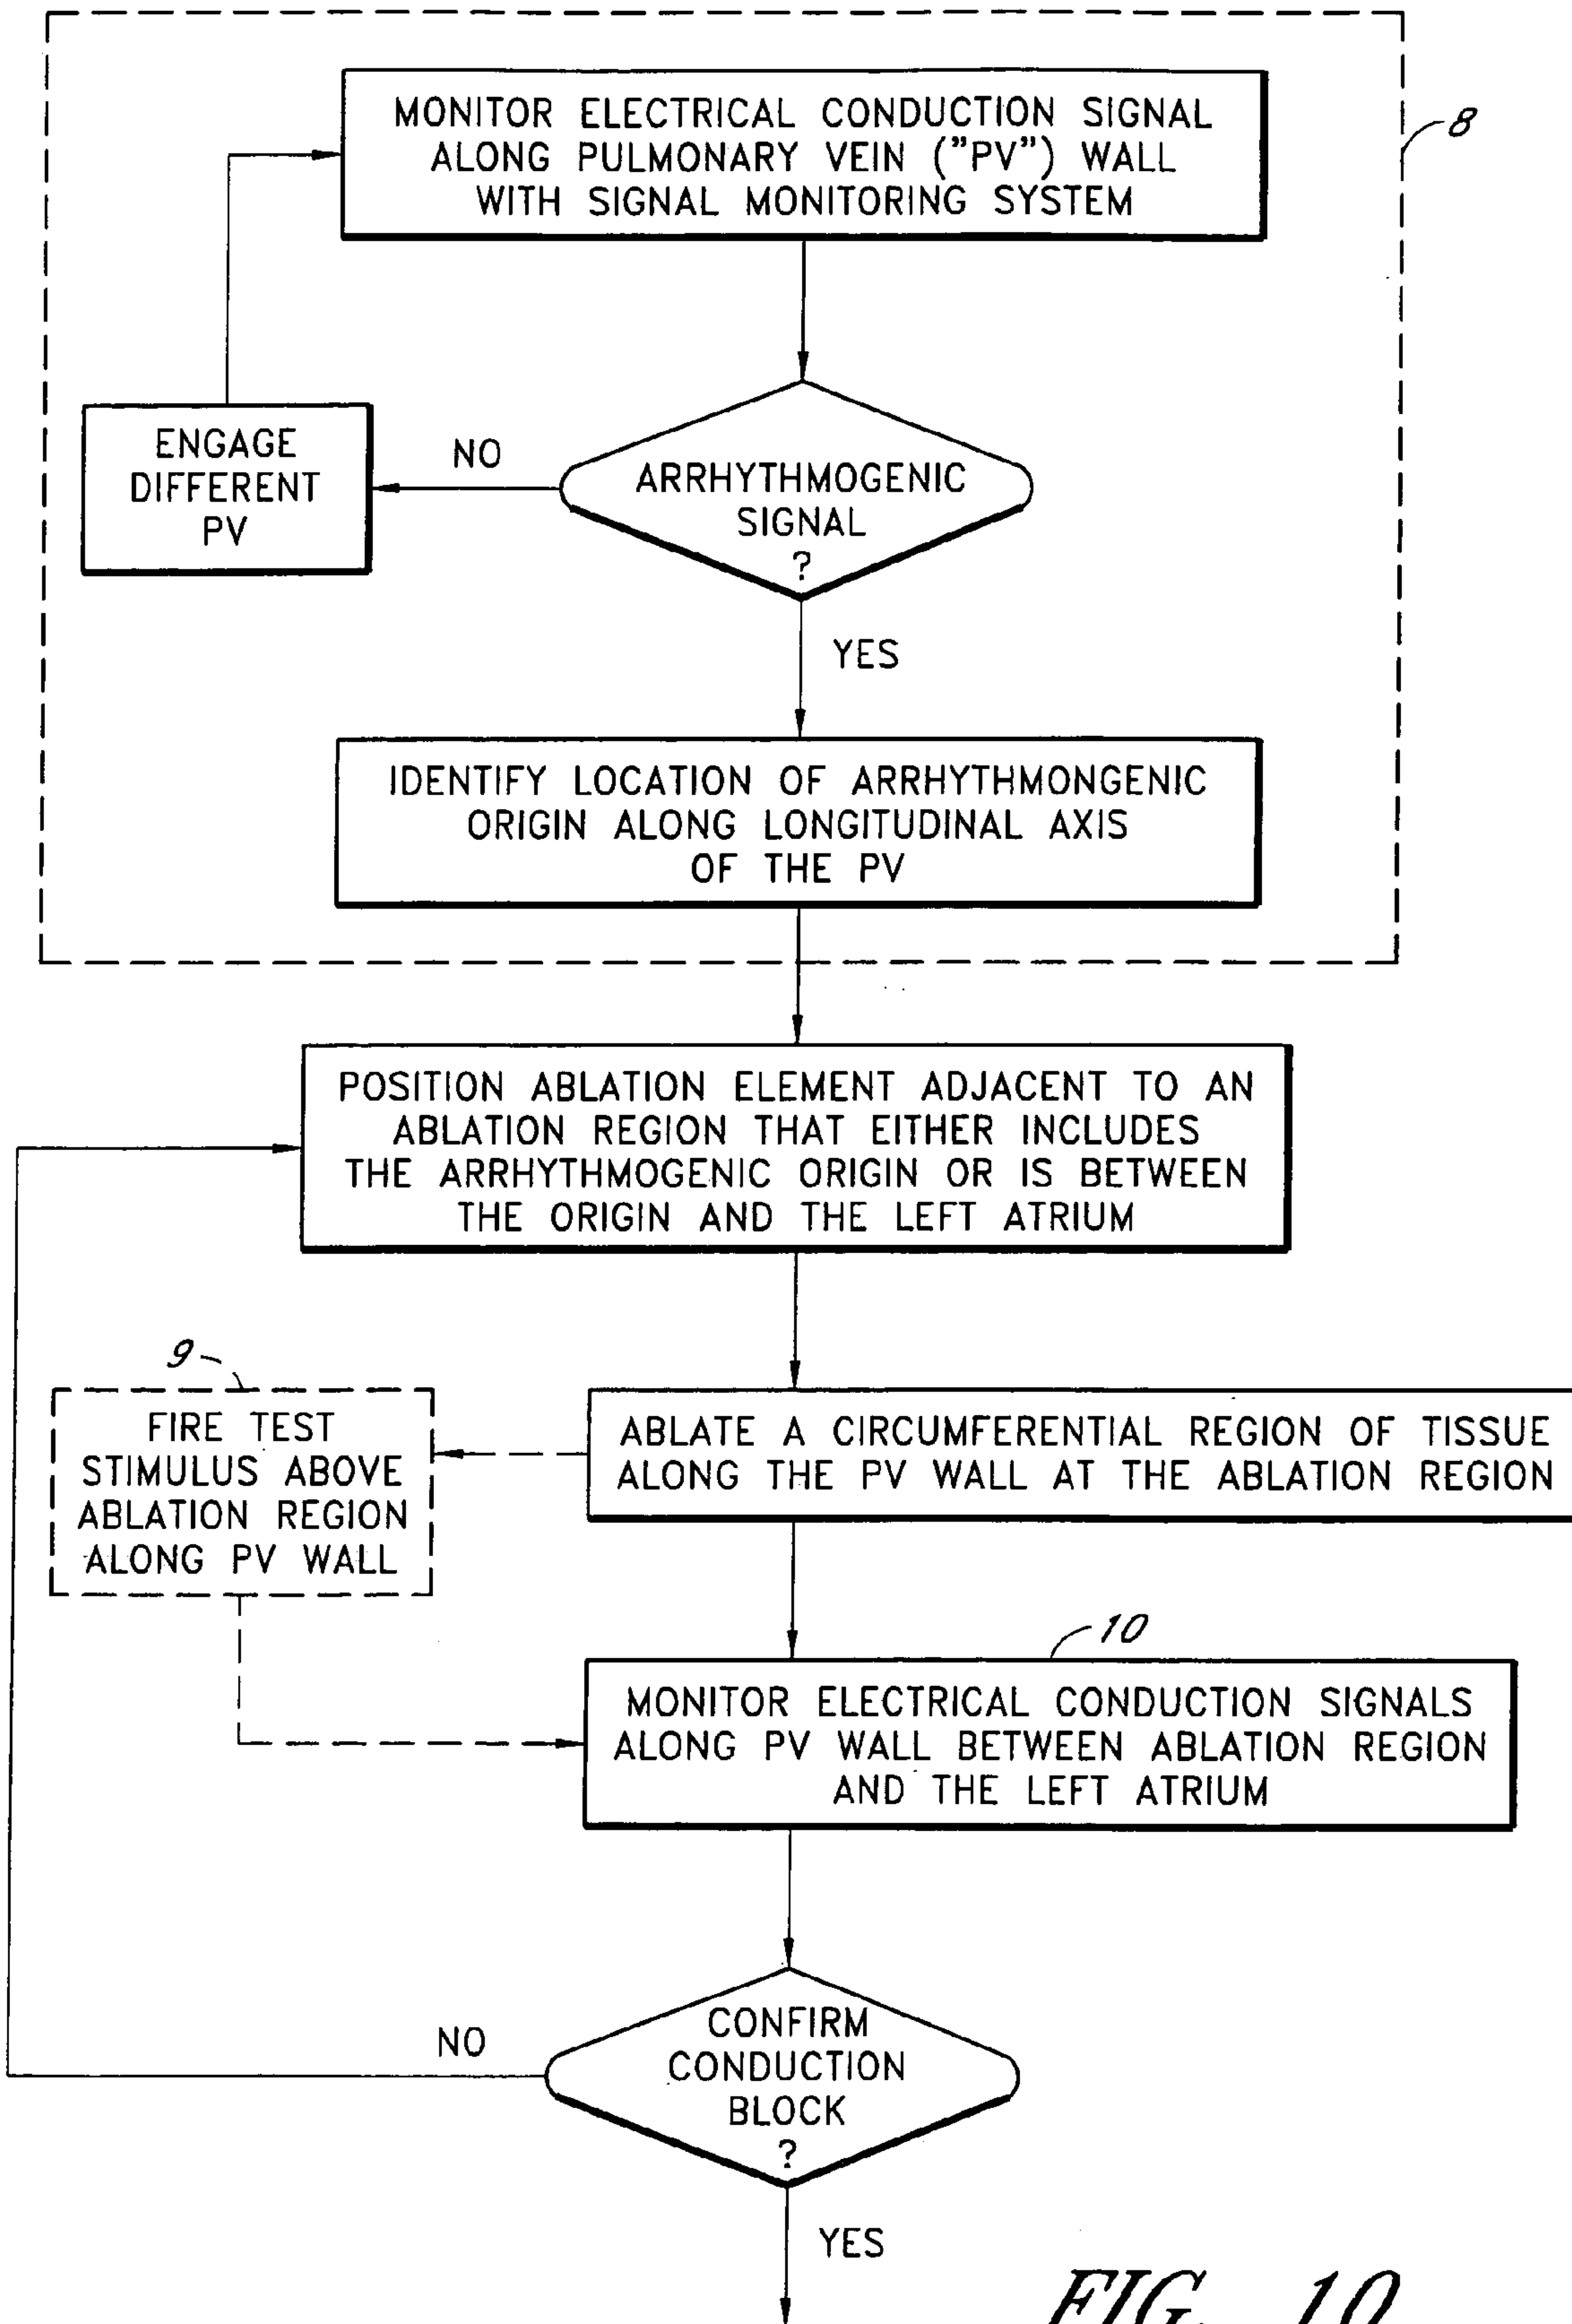 MONITOR ELECTRICAL CONDUCTION SIGNAL
ALONG PULMONARY VEIN ("PV") WALL
WITH SIGNAL MONITORING SYSTEM
8
ENGAGE
DIFFERENT
PV
NO
ARRHYTHMOGENIC
SIGNAL
?
YES
IDENTIFY LOCATION OF ARRHYTHMONGENIC
ORIGIN ALONG LONGITUDINAL AXIS
OF THE PV
POSITION ABLATION ELEMENT ADJACENT TO AN
ABLATION REGION THAT EITHER INCLUDES
THE ARRHYTHMOGENIC ORIGIN OR IS BETWEEN
THE ORIGIN AND THE LEFT ATRIUM
9
FIRE TEST
STIMULUS ABOVE
ABLATION REGION
ALONG PV WALL
ABLATE A CIRCUMFERENTIAL REGION OF TISSUE
ALONG THE PV WALL AT THE ABLATION REGION
10
MONITOR ELECTRICAL CONDUCTION SIGNALS
ALONG PV WALL BETWEEN ABLATION REGION
AND THE LEFT ATRIUM
NO
CONFIRM
CONDUCTION
BLOCK
?
YES
FIG. 10